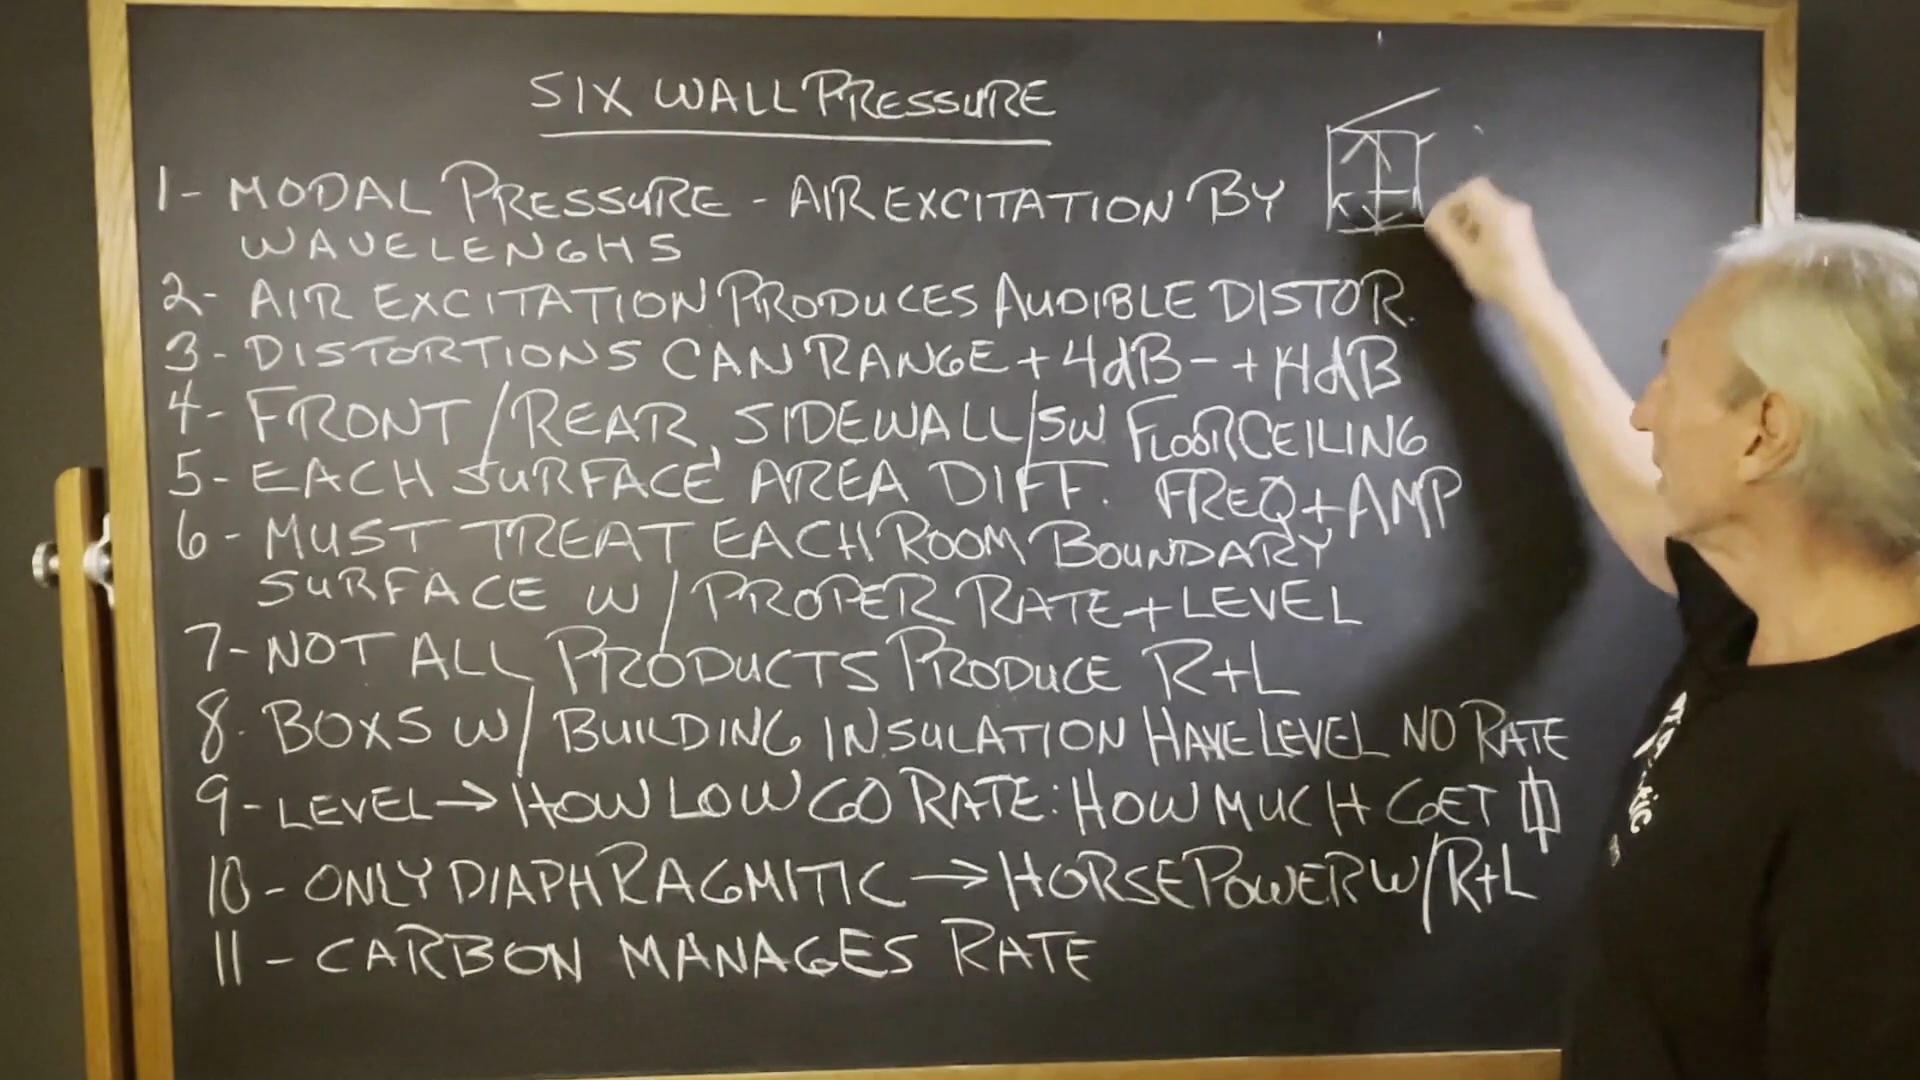 SIX WALL PRESSURE
1- MODAL PRESSURE - AIR EXCITATION BY
WAVELENGHS
2- AIR EXCITATION PRODUCES AUDIBLE DISTOR.
3- DISTORTIONS CAN RANGE +4dB - +14dB
4- FRONT/REAR, SIDEWALL/SW FLOORCEILING
5- EACH SURFACE AREA DIFF. FREQ+AMP
6- MUST TREAT EACH ROOM BOUNDARY
SURFACE W/PROPER RATE+LEVEL
7- NOT ALL PRODUCTS PRODUCE R+L
8. BOXS W/ BUILDING INSULATION HAVE LEVEL NO RATE
9- LEVEL→HOW LOW GO RATE: HOW MUCH GET
10- ONLY DIAPHRAGMITIC → HORSEPOWER W/R+L
11- CARBON MANAGES RATE